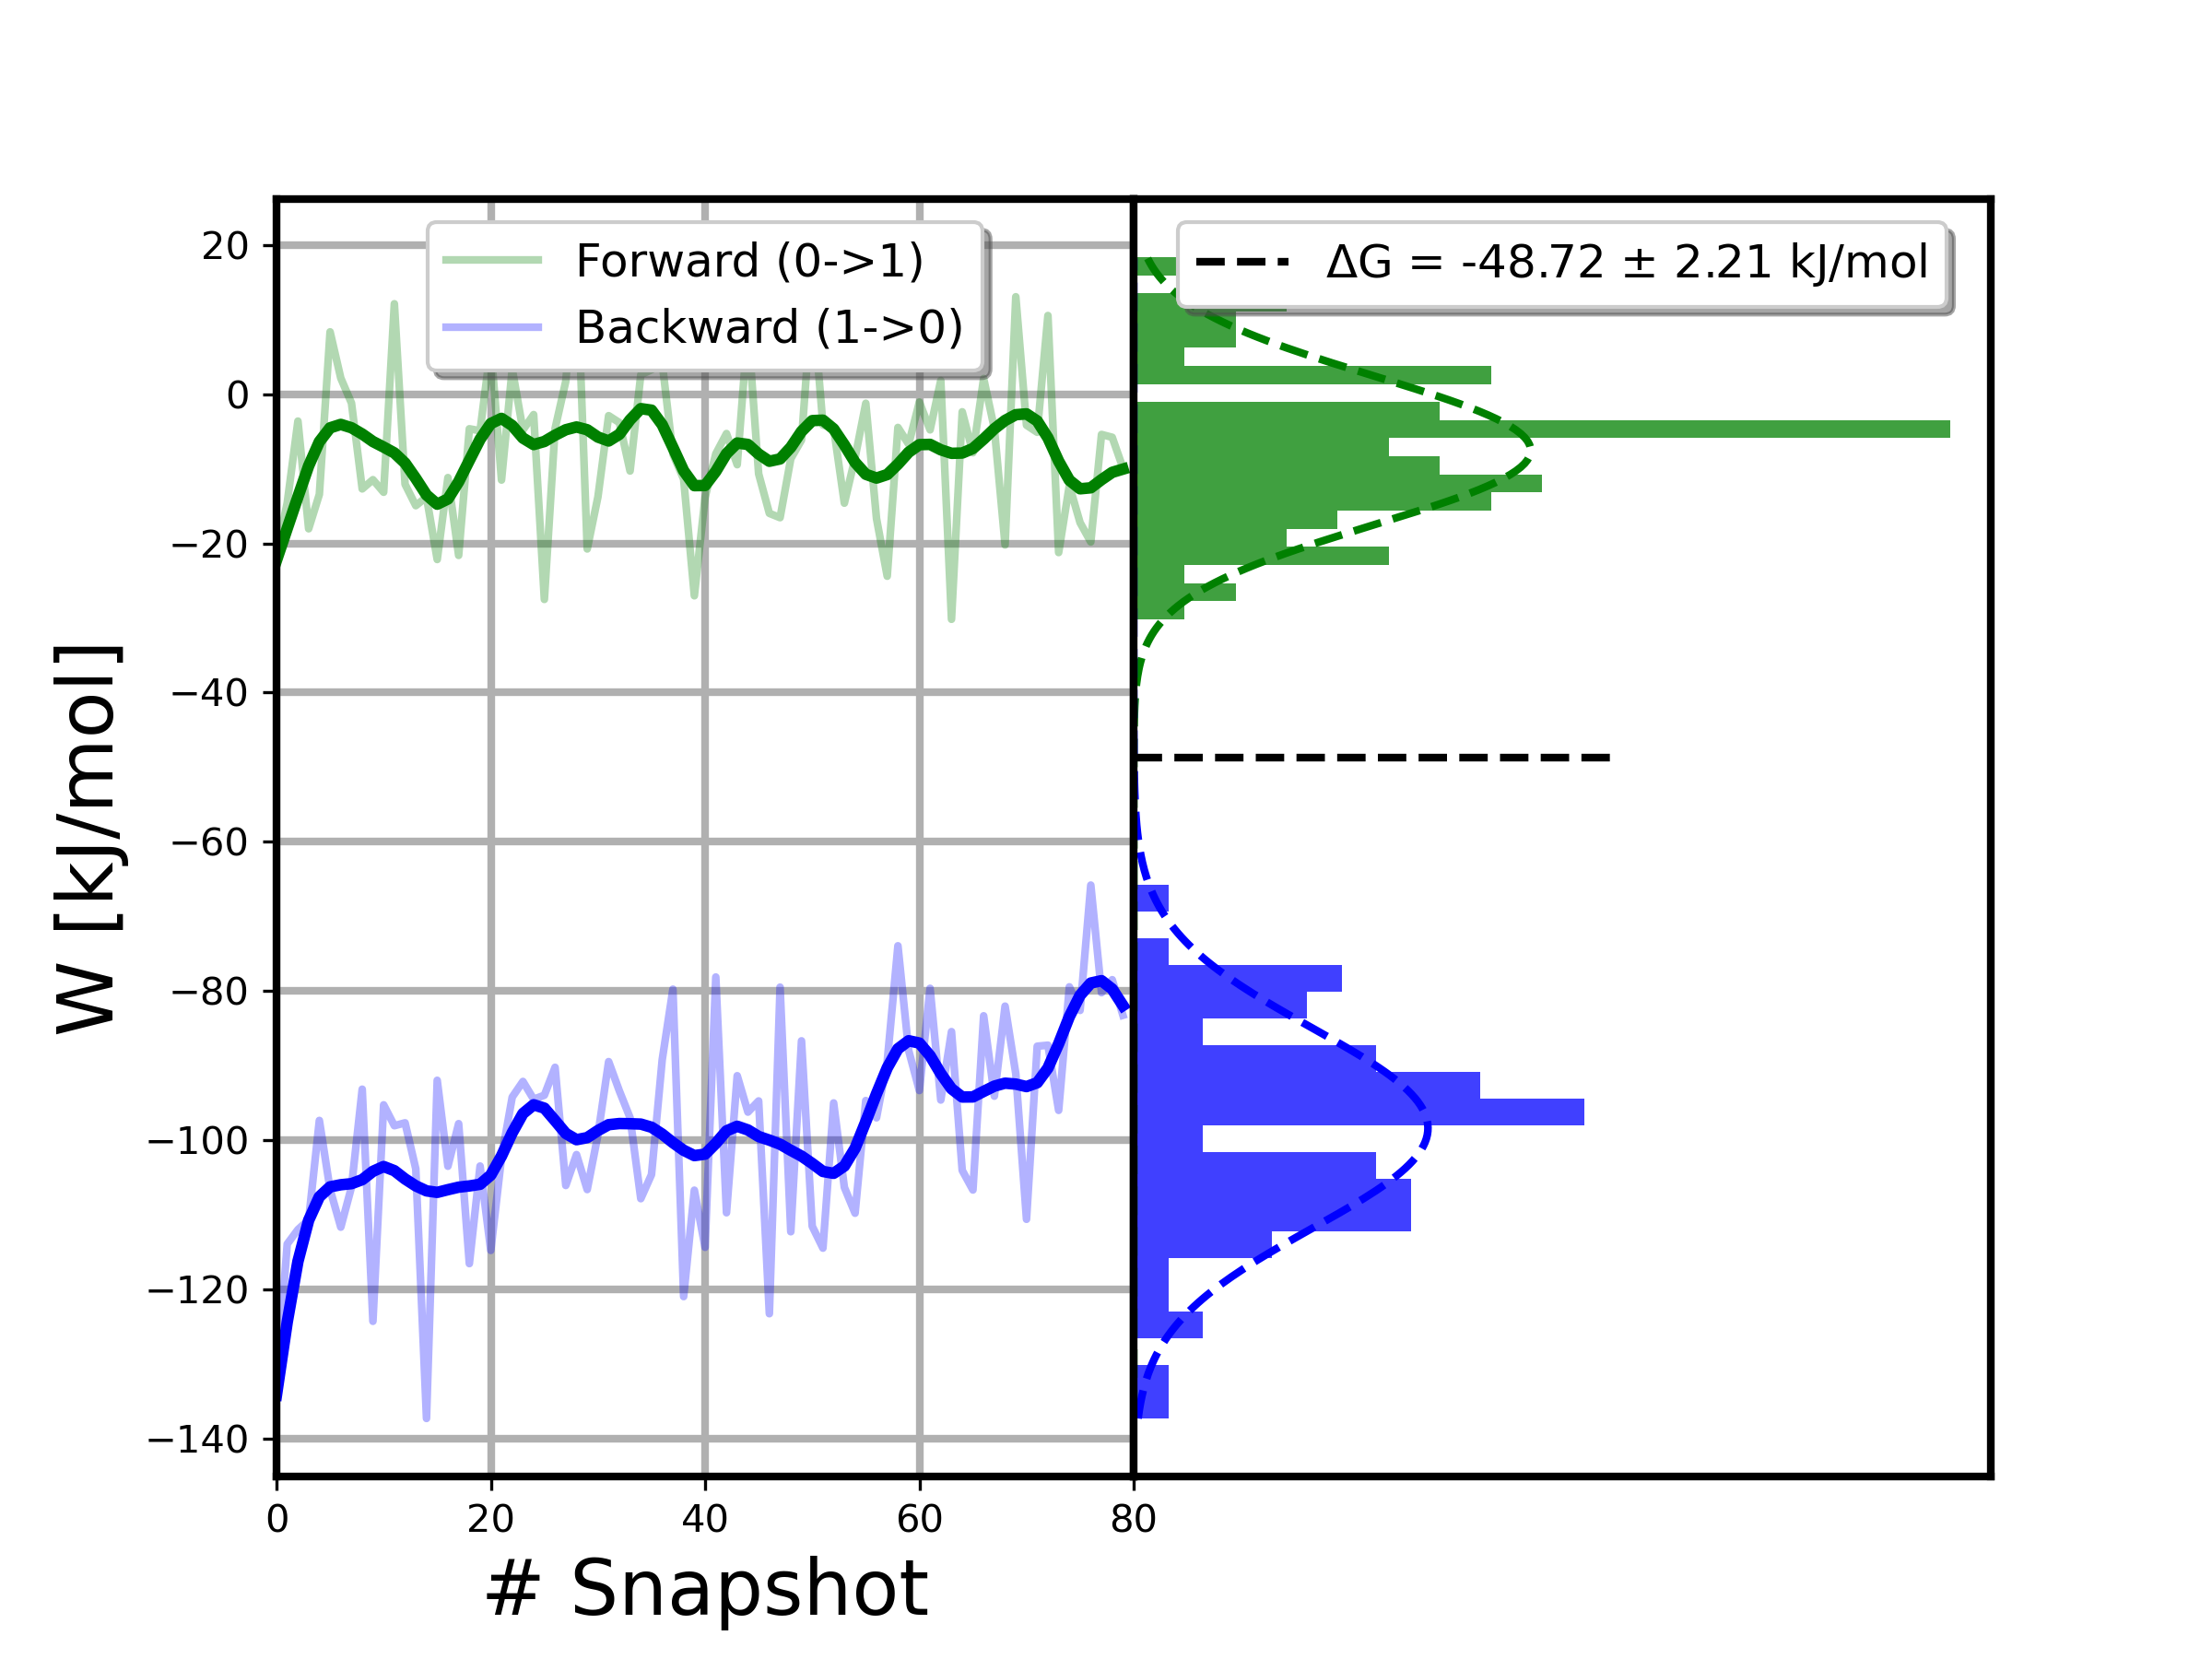 Forward (0->1)
Backward (1->0)
ΔG = -48.72 ± 2.21 kJ/mol
20
0
−20
−40
−60
−80
−100
−120
−140
W [kJ/mol]
0 20 40 60 80
# Snapshot